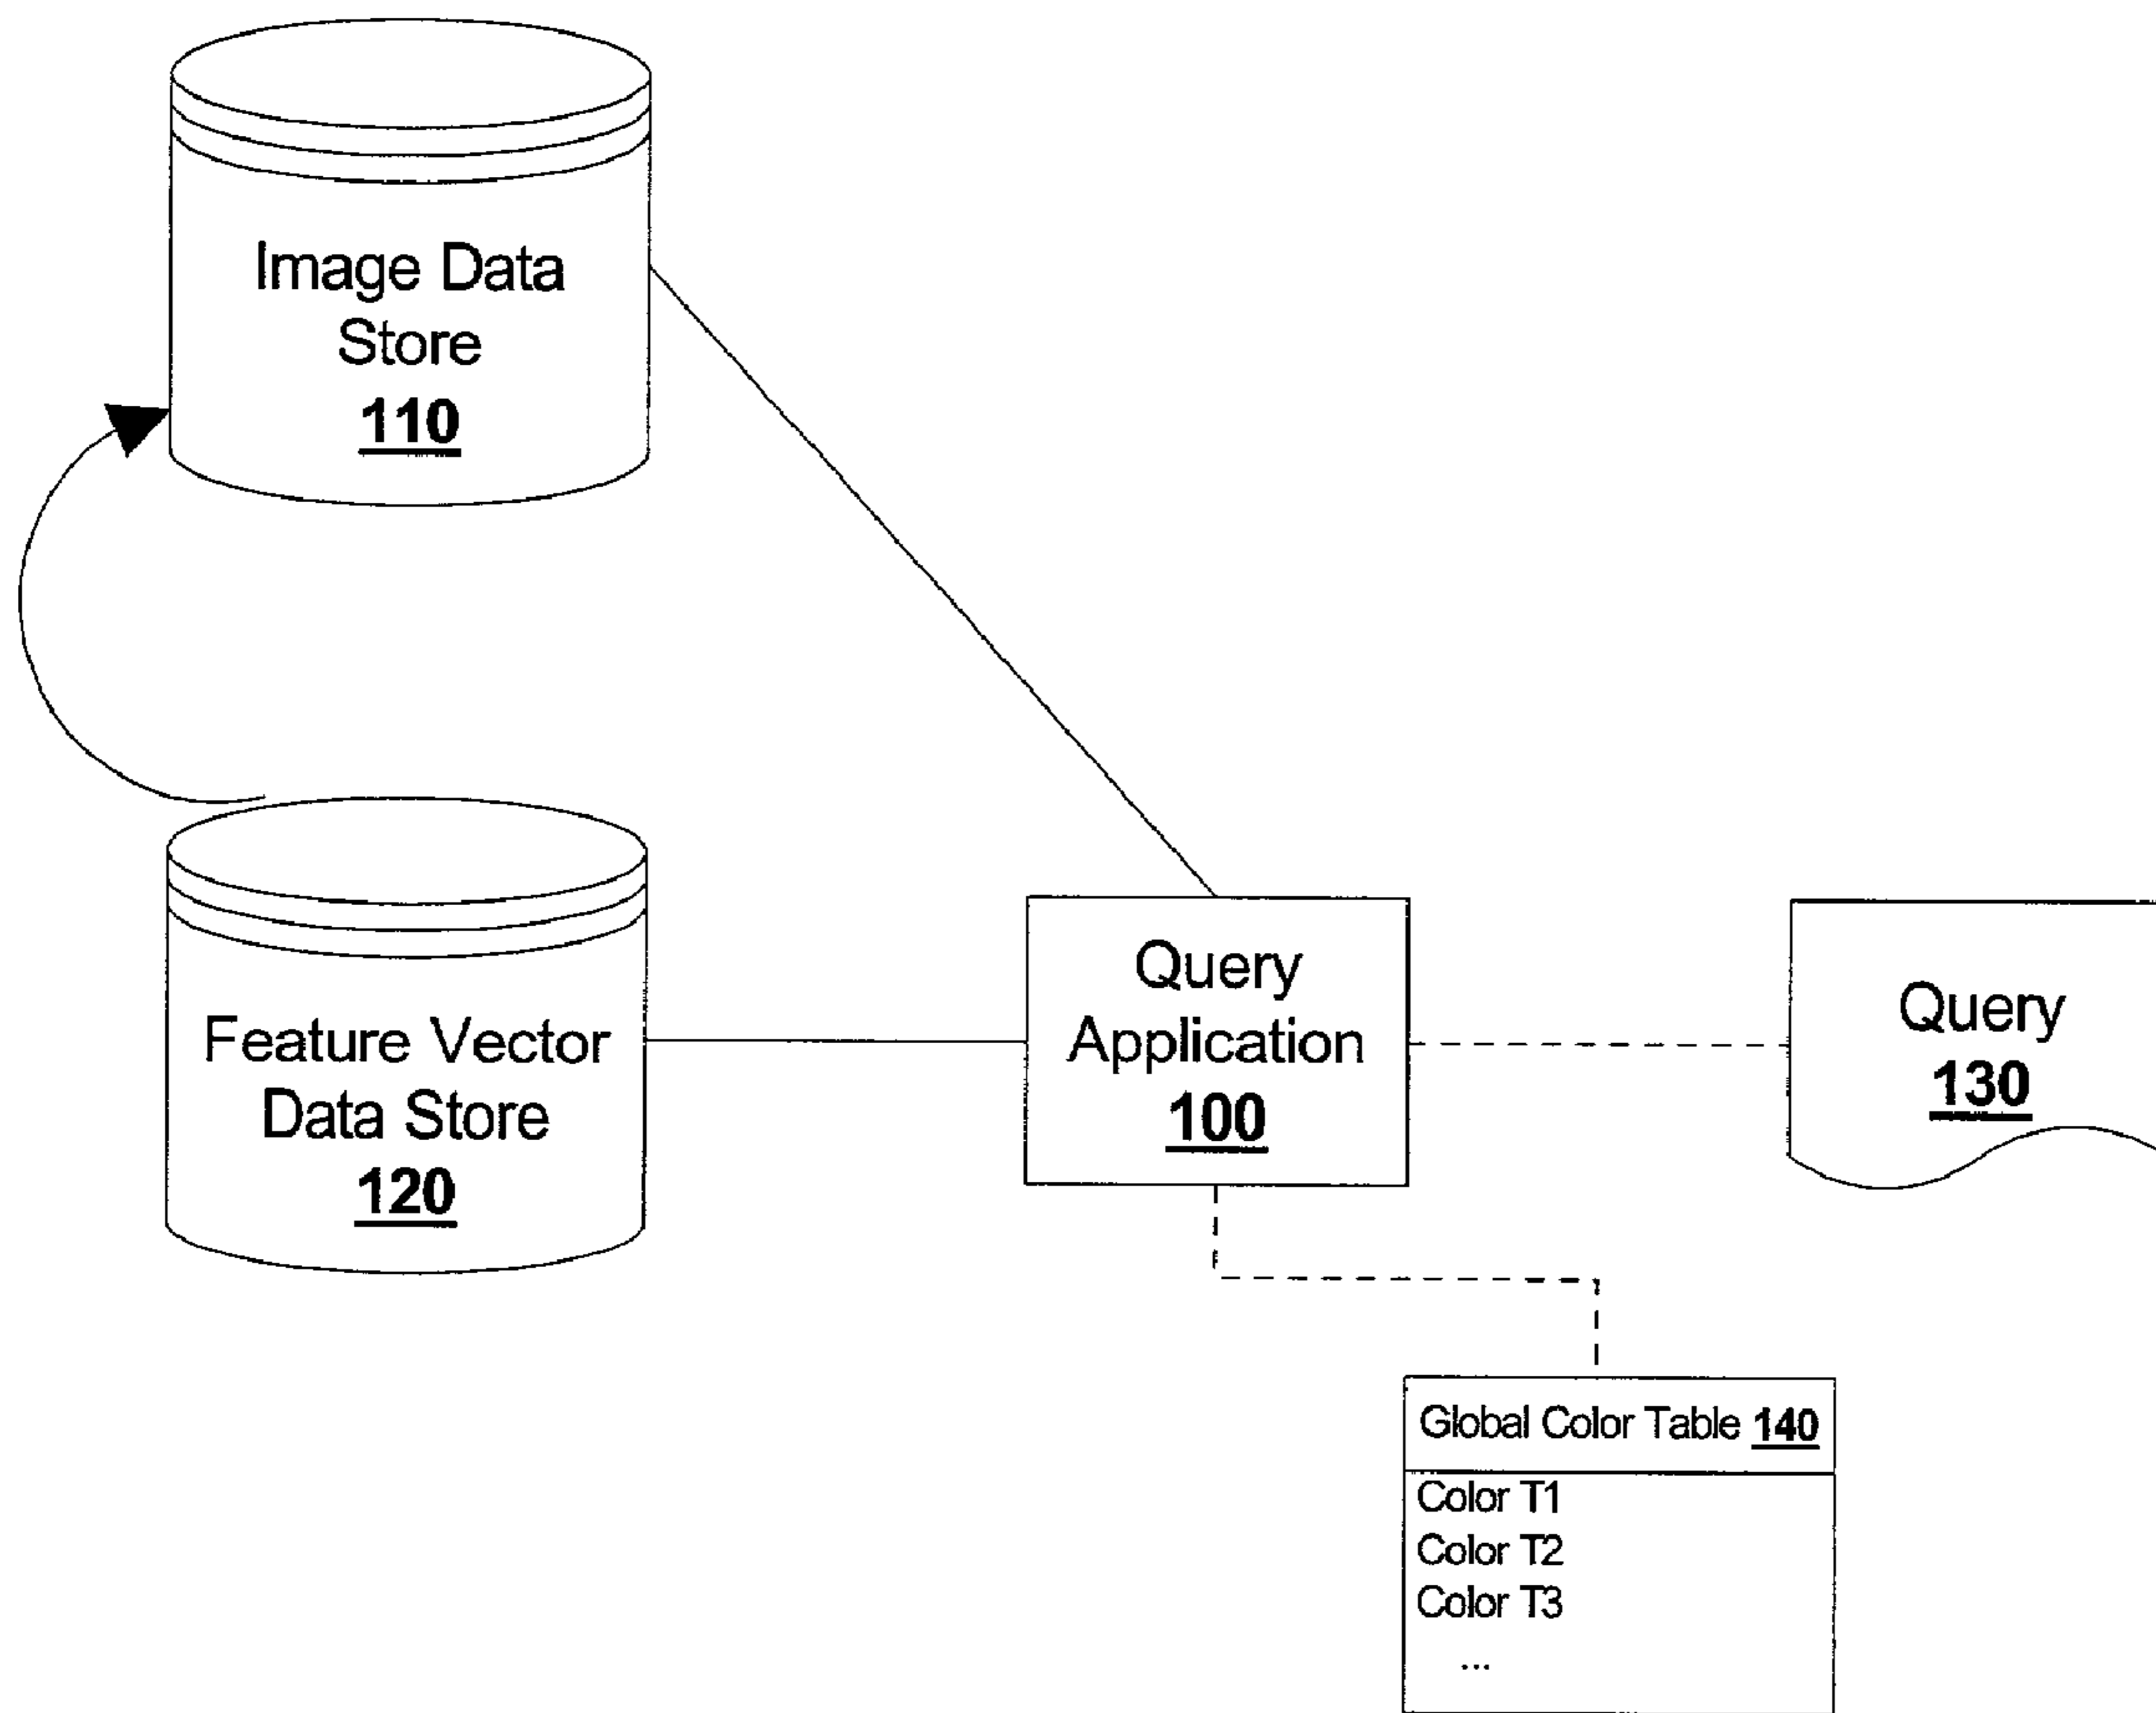 Image Data
Store
110
Feature Vector
Data Store
120
Query
Application
100
Query
130
Global Color Table 140
Color T1
Color T2
Color T3
...